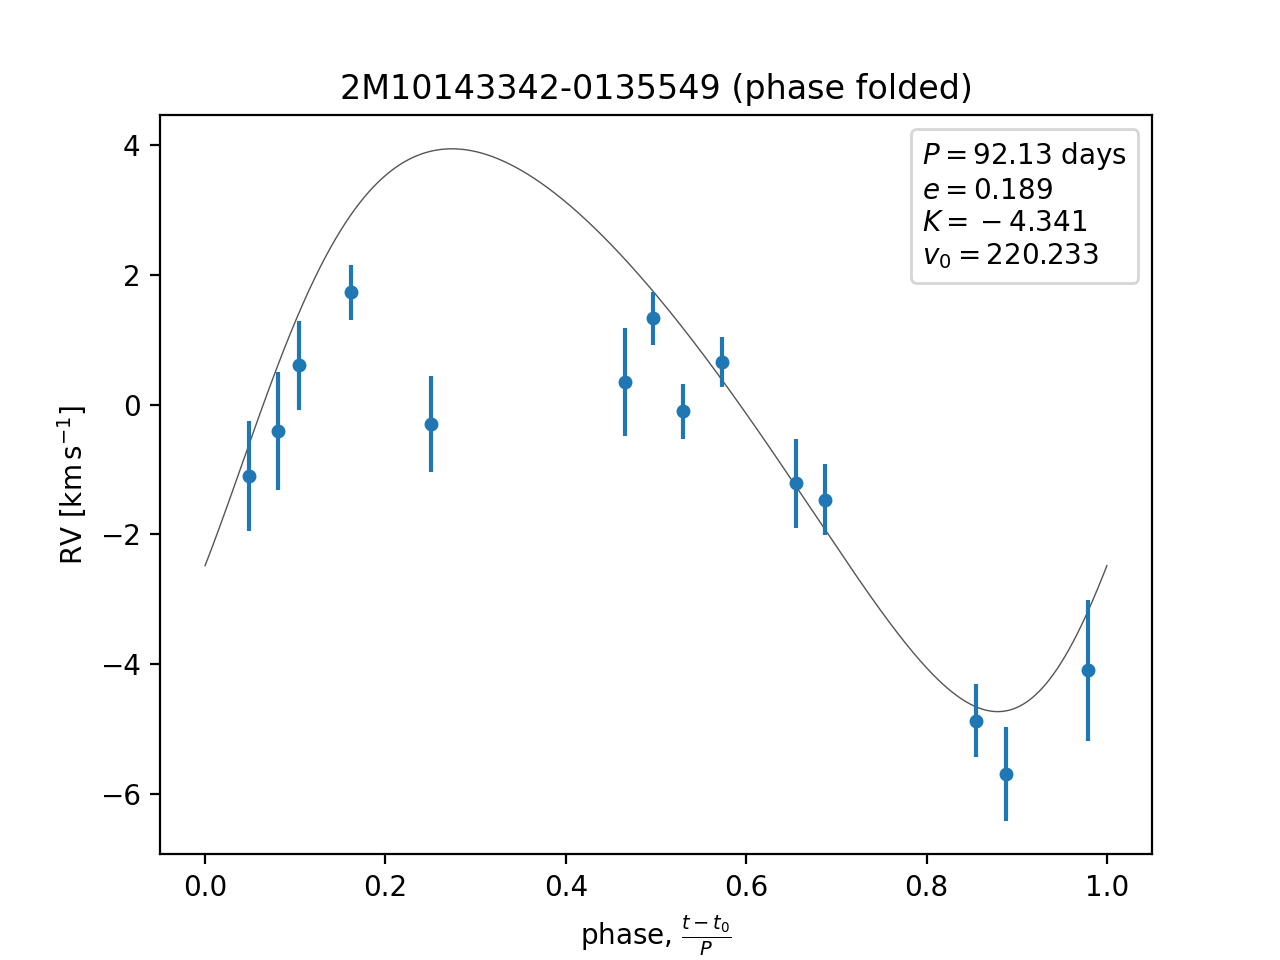 2M10143342-0135549 (phase folded)
P = 92.13 days
e = 0.189
K = −4.341
v₀ = 220.233
4
2
0
−2
−4
−6
RV [km s⁻¹]
0.0 0.2 0.4 0.6 0.8 1.0
phase, (t − t₀)/P